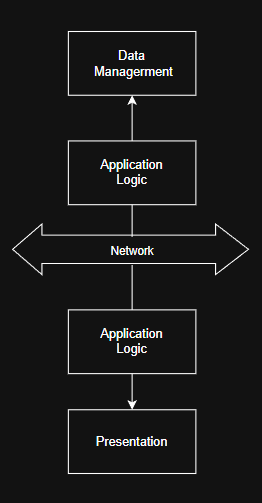 Data
Managerment
Application
Logic
Network
Application
Logic
Presentation